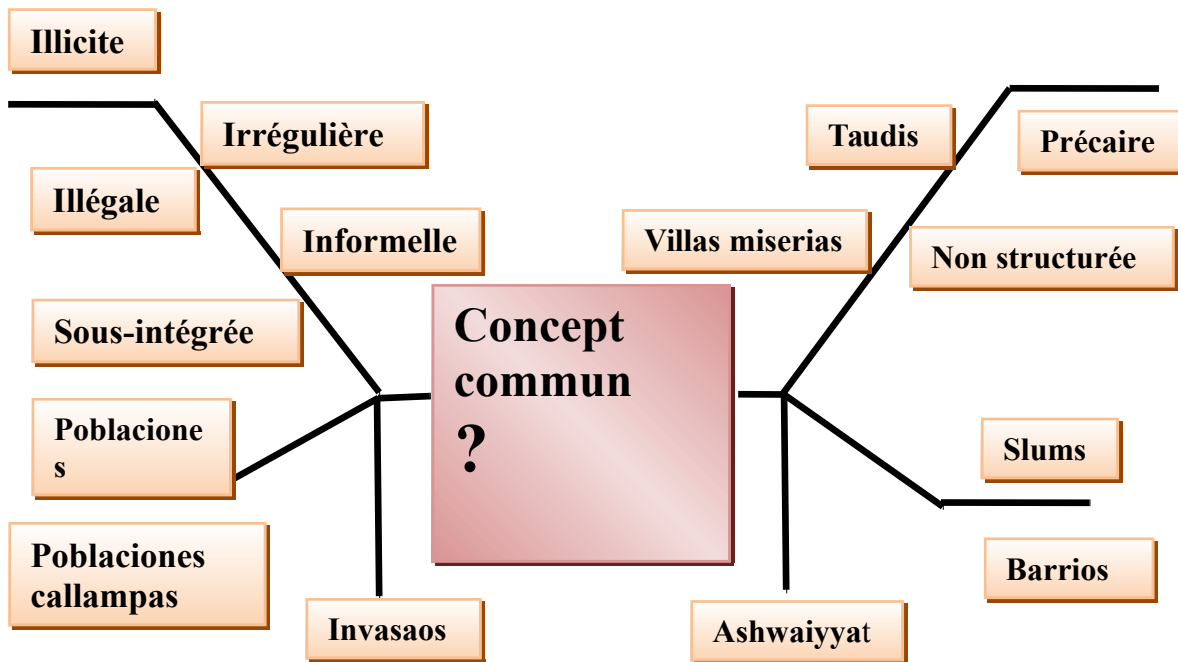 Illicite
Irrégulière
Taudis
Précaire
Illégale
Informelle
Villas miserias
Non structurée
Sous-intégrée
Concept
commun
?
Poblacione
s
Slums
Poblaciones
callampas
Barrios
Invasaos
Ashwaiyyat